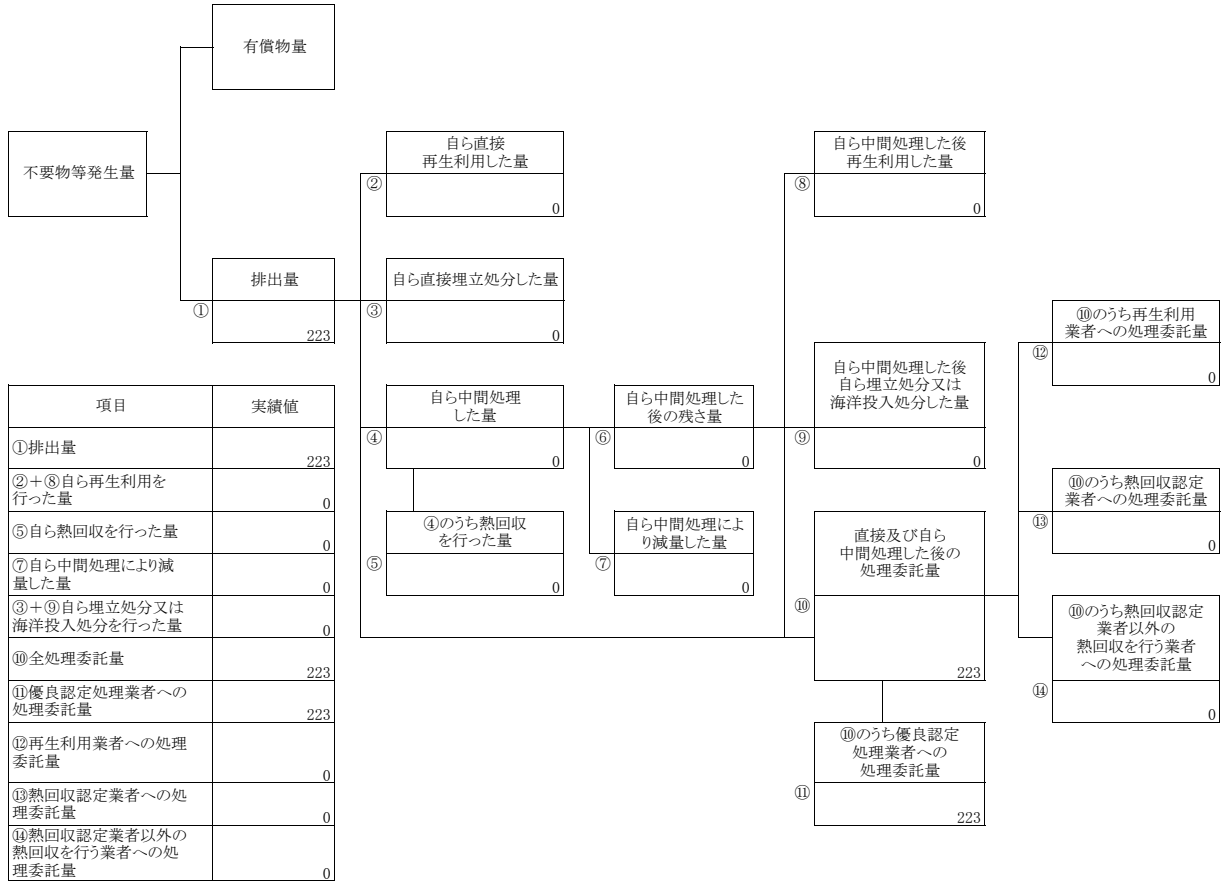 有償物量
不要物等発生量
自ら直接
再生利用した量
②
0
自ら中間処理した後
再生利用した量
⑧
0
排出量
①
223
自ら直接埋立処分した量
③
0
⑩のうち再生利用
業者への処理委託量
⑫
0
自ら中間処理
した量
④
0
自ら中間処理した
後の残さ量
⑥
0
自ら中間処理した後
自ら埋立処分又は
海洋投入処分した量
⑨
0
⑩のうち熱回収認定
業者への処理委託量
⑬
0
④のうち熱回収
を行った量
⑤
0
自ら中間処理によ
り減量した量
⑦
0
直接及び自ら
中間処理した後の
処理委託量
⑩
223
⑩のうち熱回収認定
業者以外の
熱回収を行う業者
への処理委託量
⑭
0
⑩のうち優良認定
処理業者への
処理委託量
⑪
223
項目 実績値
①排出量
223
②＋⑧自ら再生利用を
行った量
0
⑤自ら熱回収を行った量
0
⑦自ら中間処理により減
量した量
0
③＋⑨自ら埋立処分又は
海洋投入処分を行った量
0
⑩全処理委託量
223
⑪優良認定処理業者への
処理委託量
223
⑫再生利用業者への処理
委託量
0
⑬熱回収認定業者への処
理委託量
0
⑭熱回収認定業者以外の
熱回収を行う業者への処
理委託量
0